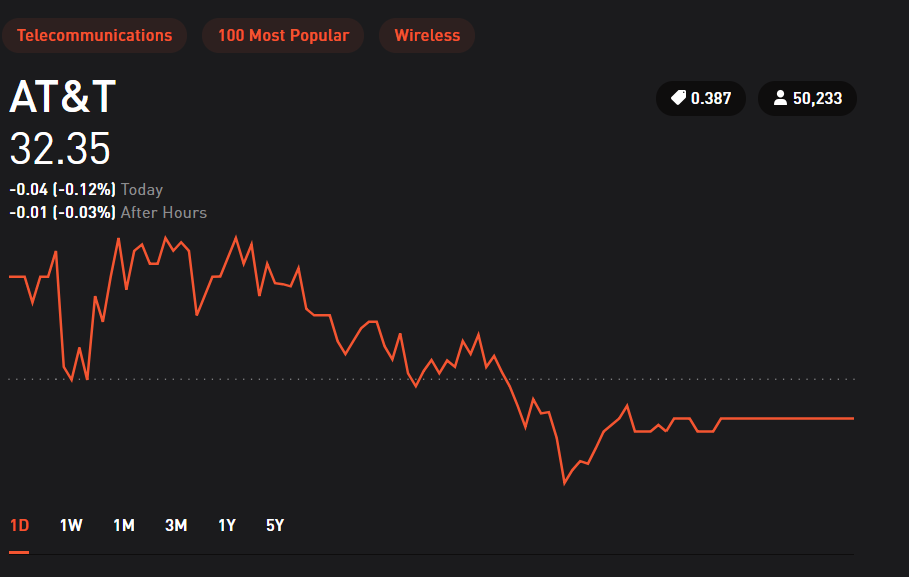 Telecommunications 100 Most Popular Wireless
AT&T
0.387 50,233
32.35
-0.04 (-0.12%) Today
-0.01 (-0.03%) After Hours
1D 1W 1M 3M 1Y 5Y